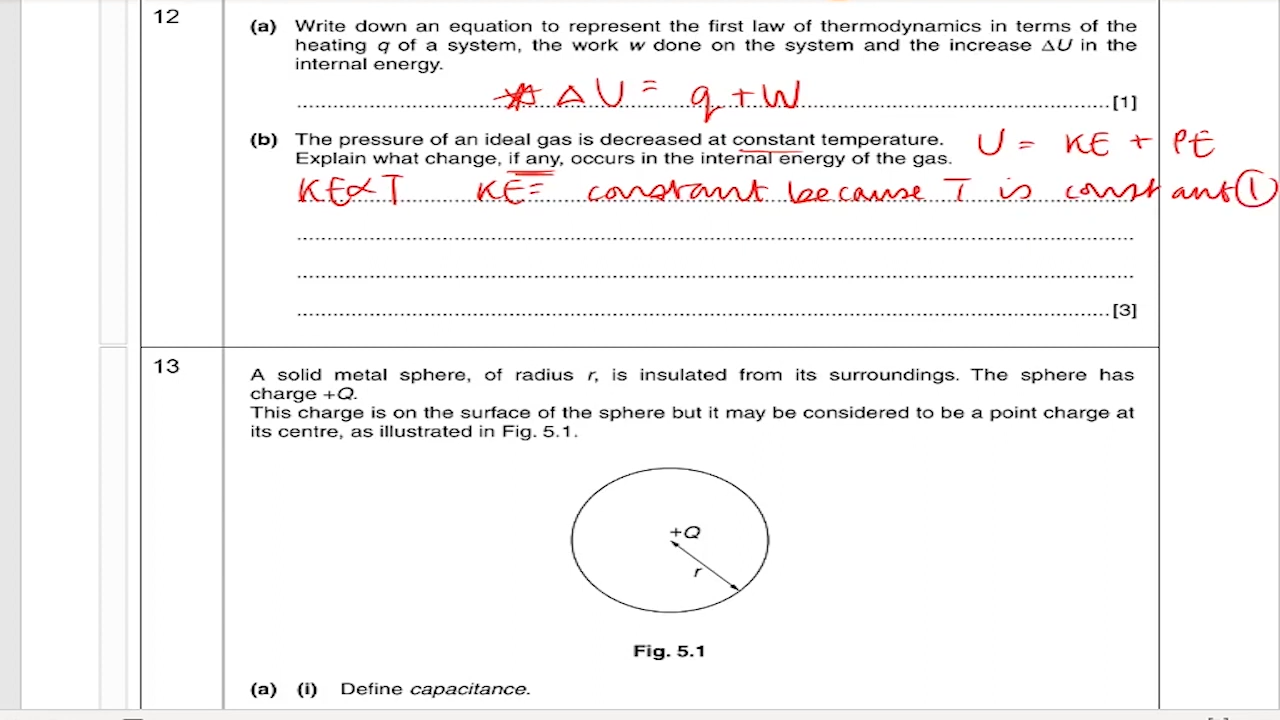 12
(a) Write down an equation to represent the first law of thermodynamics in terms of the
heating q of a system, the work w done on the system and the increase ΔU in the
internal energy.
ΔU = q + W [1]
(b) The pressure of an ideal gas is decreased at constant temperature. U = KE + PE
Explain what change, if any, occurs in the internal energy of the gas.
KE∝T KE= constant because T is constant ①
[3]
13
A solid metal sphere, of radius r, is insulated from its surroundings. The sphere has
charge +Q.
This charge is on the surface of the sphere but it may be considered to be a point charge at
its centre, as illustrated in Fig. 5.1.
+Q
r
Fig. 5.1
(a) (i) Define capacitance.